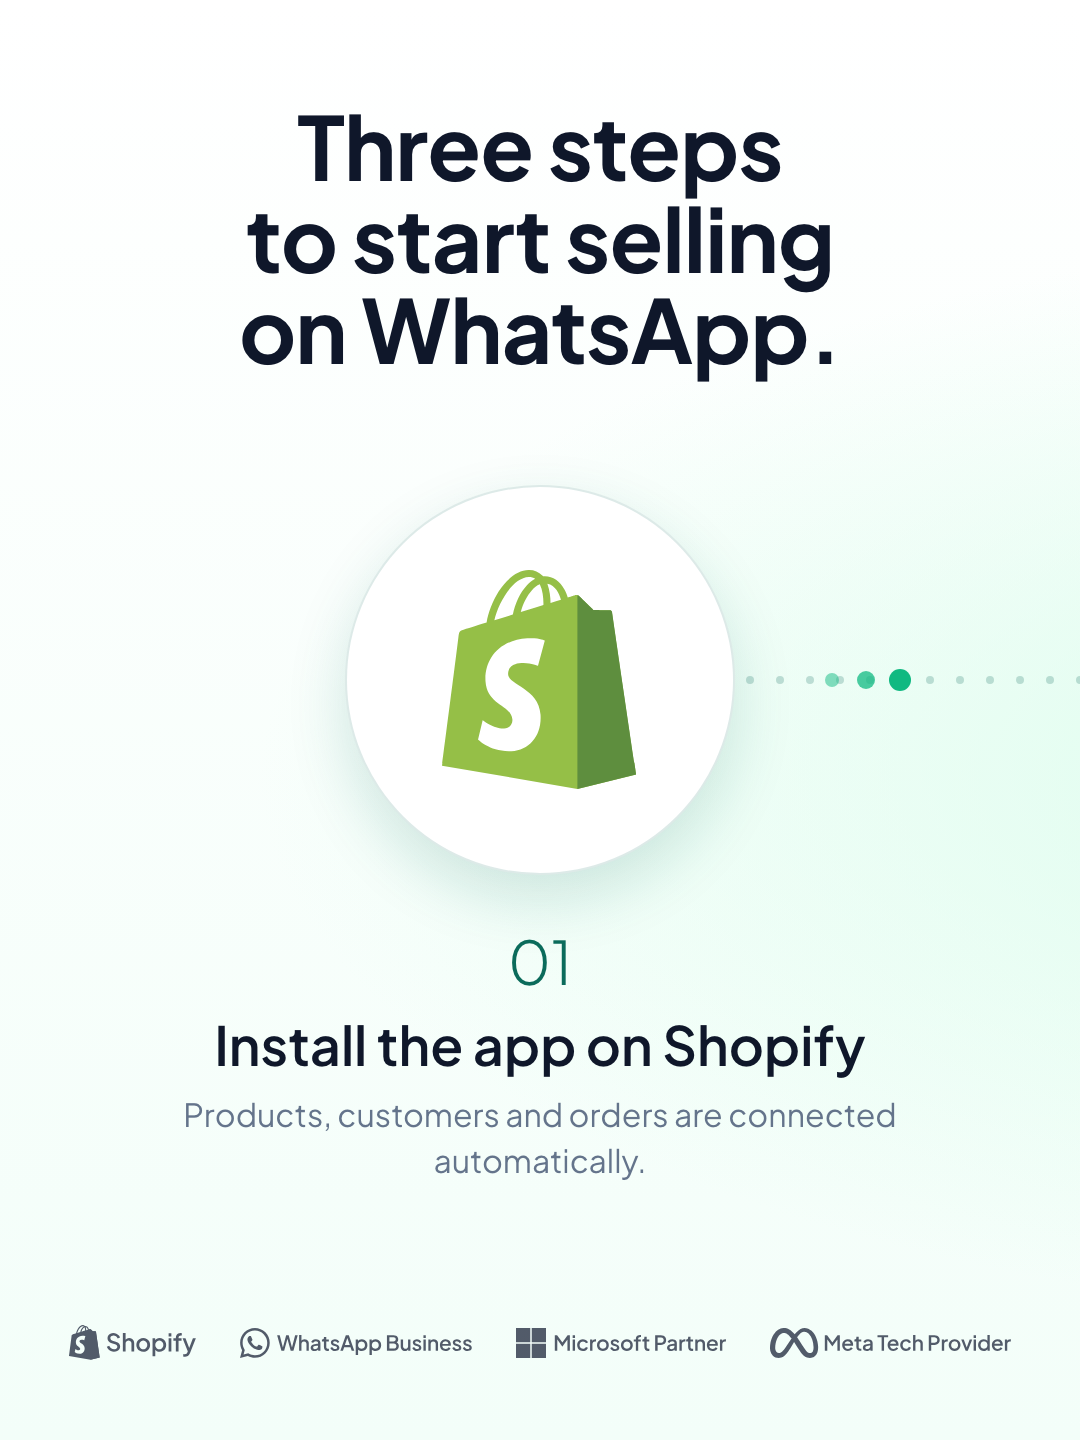 Three steps
to start selling
on WhatsApp.
S
01
Install the app on Shopify
Products, customers and orders are connected
automatically.
S Shopify WhatsApp Business Microsoft Partner Meta Tech Provider